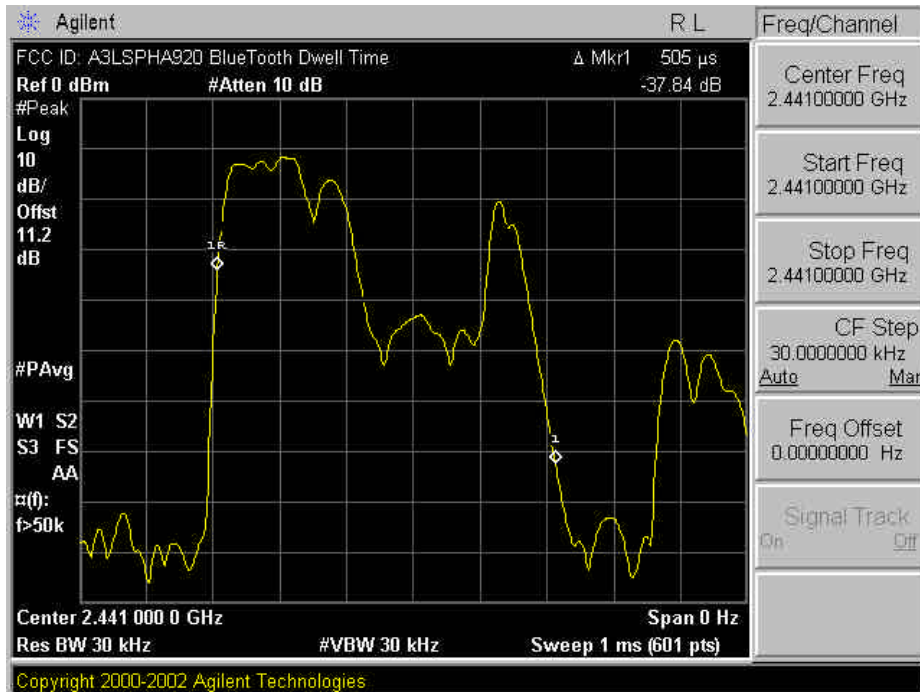 Agilent
R L
FCC ID: A3LSPHA920 BlueTooth Dwell Time
Δ Mkr1 505 µs
Ref 0 dBm
#Atten 10 dB
-37.84 dB
#Peak
Log
10
dB/
Offst
11.2
dB
1R
1
#PAvg
W1 S2
S3 FS
AA
¤(f):
f>50k
Center 2.441 000 0 GHz
Span 0 Hz
Res BW 30 kHz
#VBW 30 kHz
Sweep 1 ms (601 pts)
Copyright 2000-2002 Agilent Technologies
Freq/Channel
Center Freq
2.44100000 GHz
Start Freq
2.44100000 GHz
Stop Freq
2.44100000 GHz
CF Step
30.0000000 kHz
Auto Mar
Freq Offset
0.00000000 Hz
Signal Track
On Off